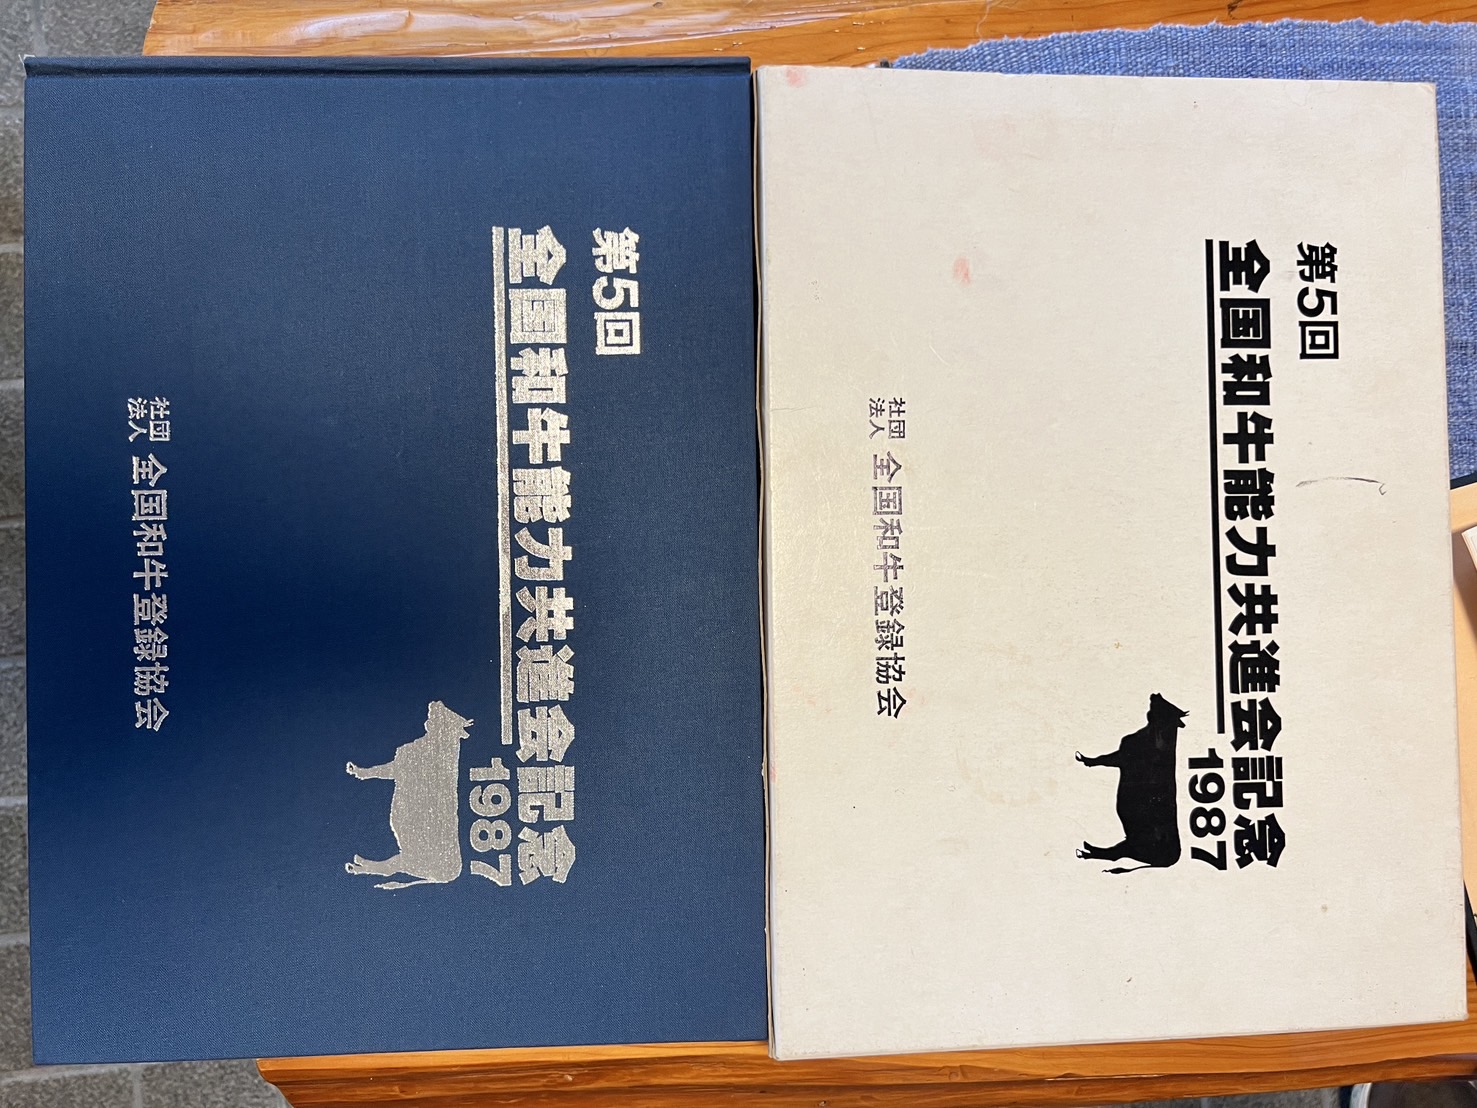 第5回
全国和牛能力共進会記念
1987
社団
法人 全国和牛登録協会
第5回
全国和牛能力共進会記念
1987
社団
法人 全国和牛登録協会